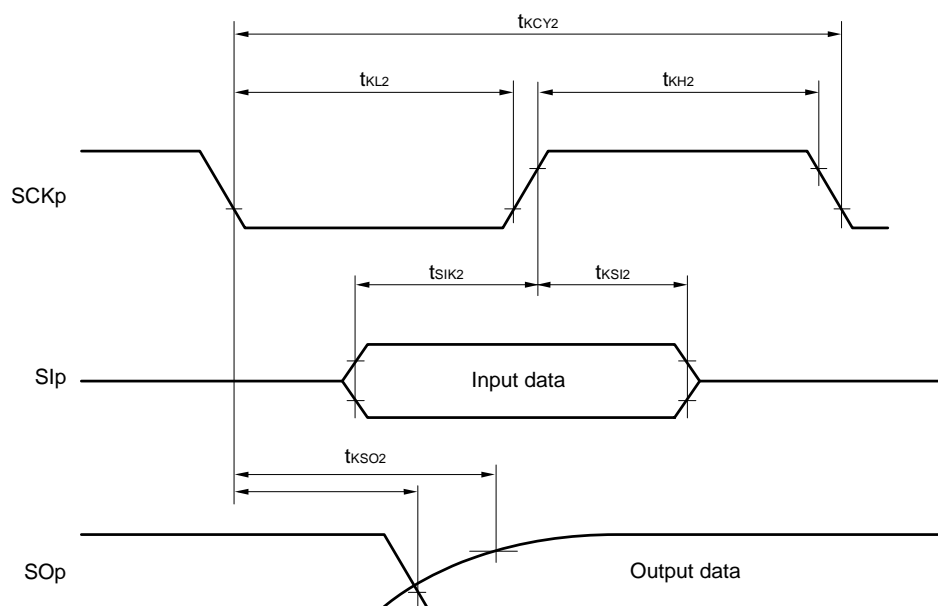 tKCY2
tKL2
tKH2
SCKp
tSIK2
tKSI2
SIp
Input data
tKSO2
SOp
Output data